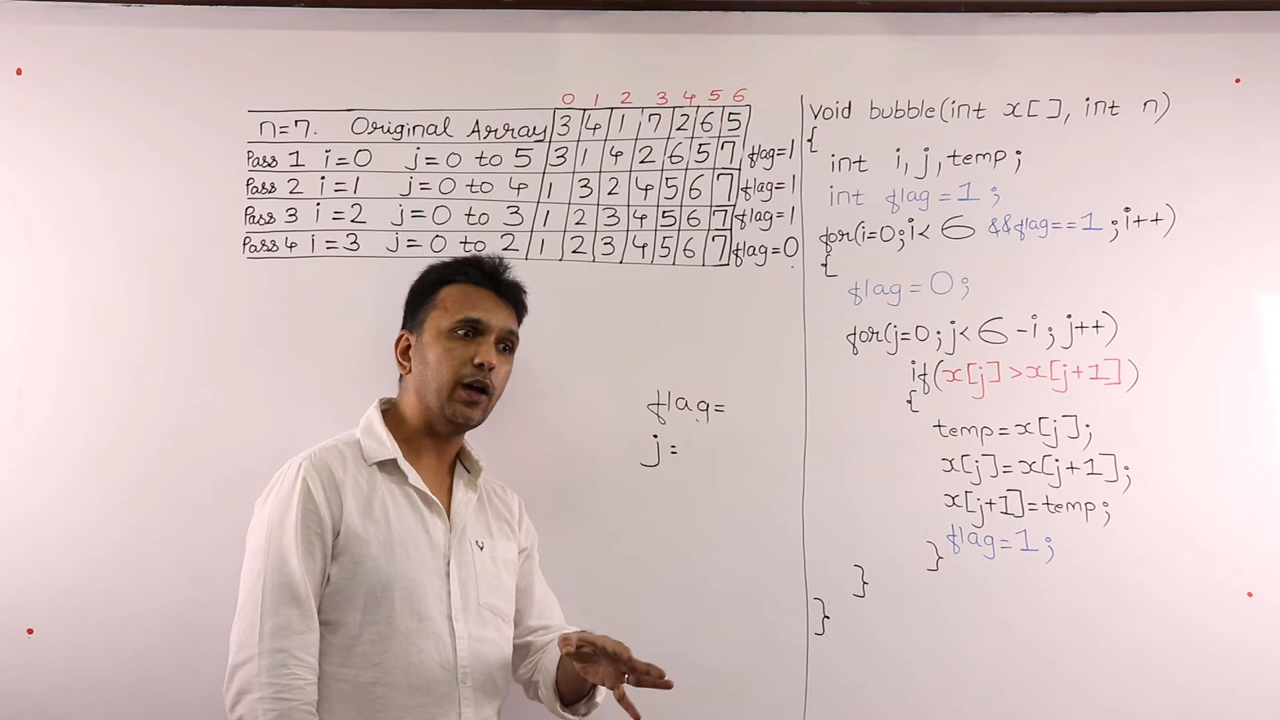 0 1 2 3 4 5 6
n=7. Original Array 3 4 1 7 2 6 5
Pass 1 i=0 j=0 to 5 3 1 4 2 6 5 7 flag=1
Pass 2 i=1 j=0 to 4 1 3 2 4 5 6 7 flag=1
Pass 3 i=2 j=0 to 3 1 2 3 4 5 6 7 flag=1
Pass 4 i=3 j=0 to 2 1 2 3 4 5 6 7 flag=0
flag=
j=
void bubble(int x[], int n)
{
int i, j, temp;
int flag=1;
for(i=0;i<6 &&flag==1;i++)
{
flag=0;
for(j=0;j<6-i;j++)
if(x[j]>x[j+1])
{
temp=x[j];
x[j]=x[j+1];
x[j+1]=temp;
flag=1;
}
}
}